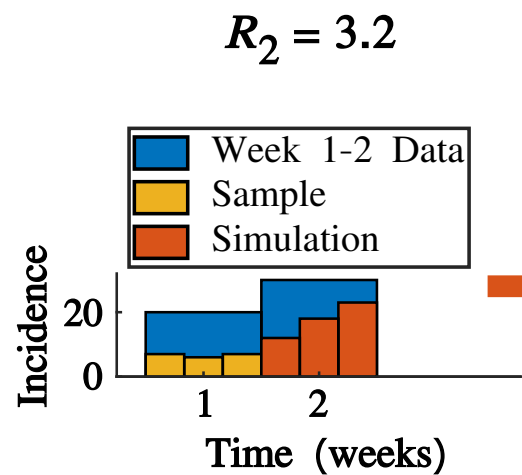 R₂ = 3.2
Week 1-2 Data
Sample
Simulation
Incidence
20
0
1 2
Time (weeks)